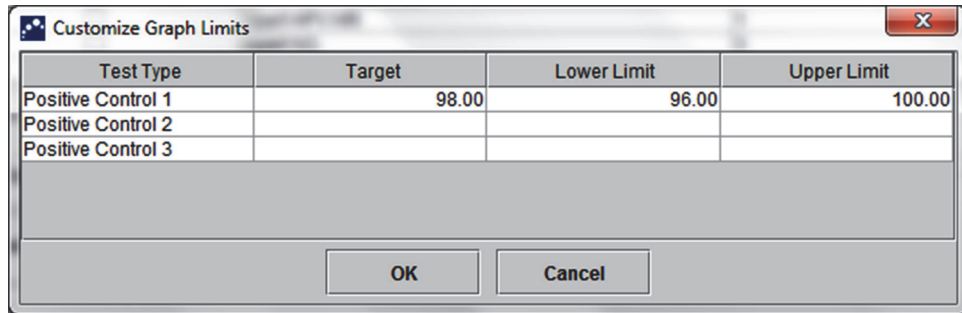 Customize Graph Limits
Test Type Target Lower Limit Upper Limit
Positive Control 1 98.00 96.00 100.00
Positive Control 2
Positive Control 3
OK Cancel